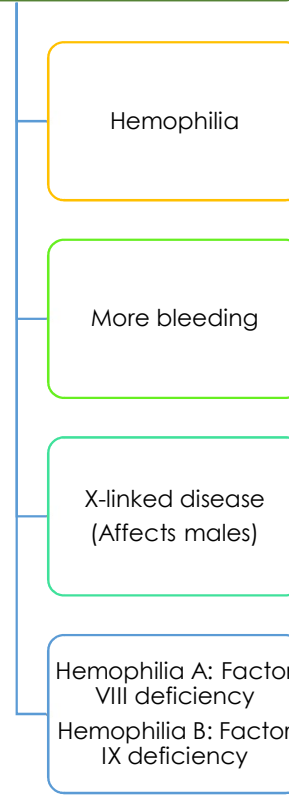 Hemophilia
More bleeding
X-linked disease
(Affects males)
Hemophilia A: Factor
VIII deficiency
Hemophilia B: Factor
IX deficiency